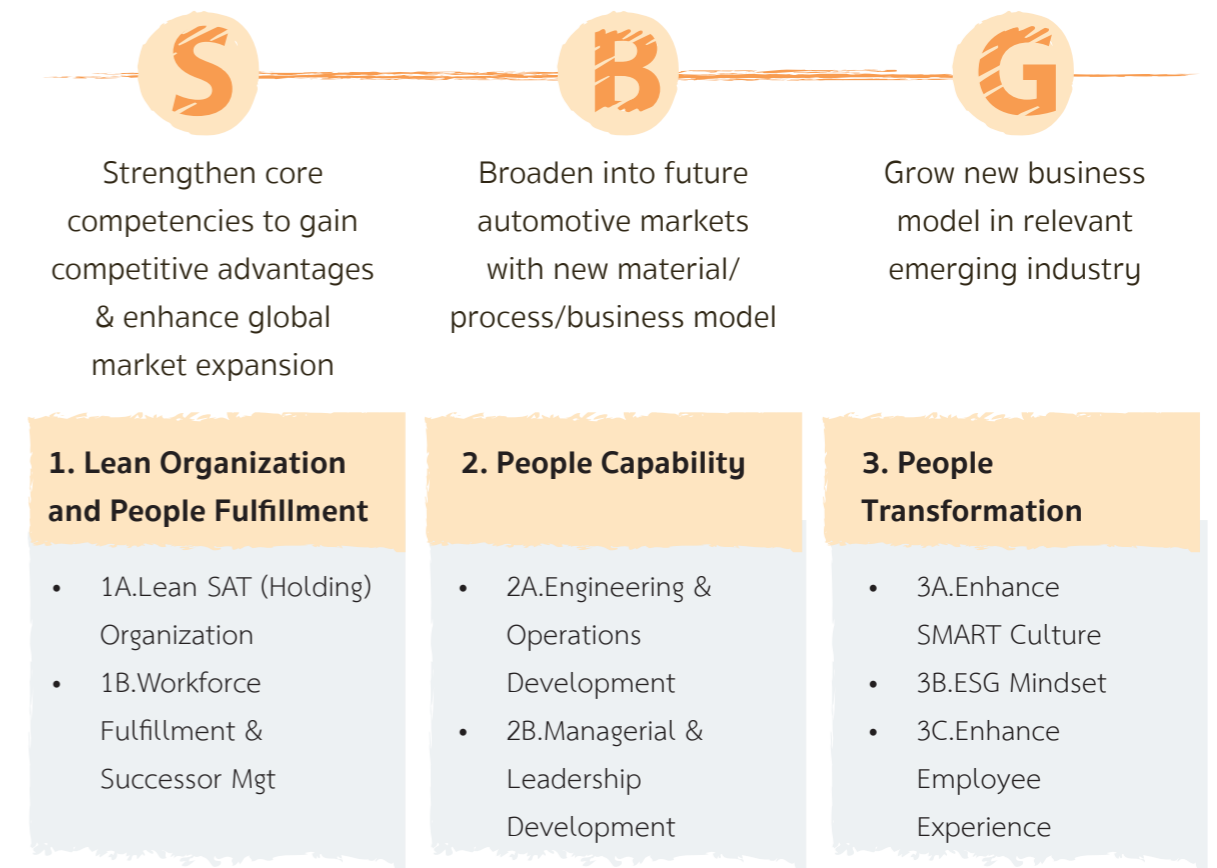 S
Strengthen core
competencies to gain
competitive advantages
& enhance global
market expansion
B
Broaden into future
automotive markets
with new material/
process/business model
G
Grow new business
model in relevant
emerging industry
1. Lean Organization
and People Fulfillment
• 1A.Lean SAT (Holding)
Organization
• 1B.Workforce
Fulfillment &
Successor Mgt
2. People Capability
• 2A.Engineering &
Operations
Development
• 2B.Managerial &
Leadership
Development
3. People
Transformation
• 3A.Enhance
SMART Culture
• 3B.ESG Mindset
• 3C.Enhance
Employee
Experience